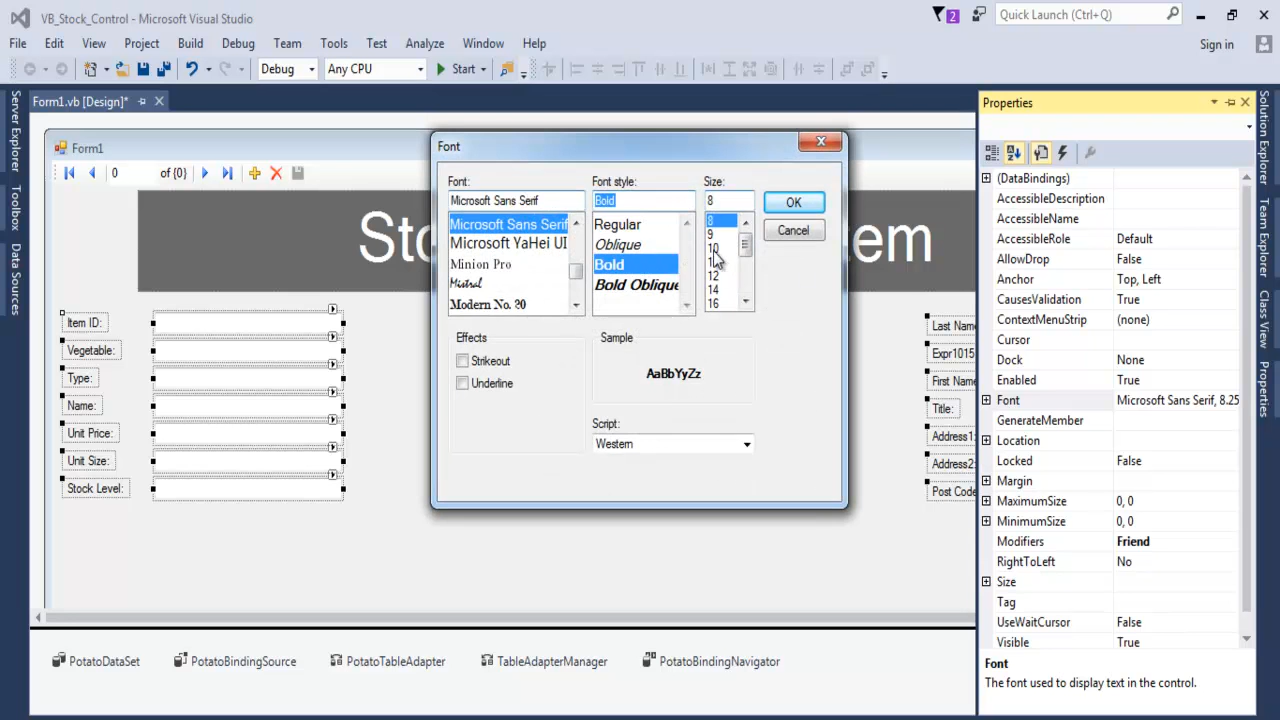 VB_Stock_Control - Microsoft Visual Studio
2
Quick Launch (Ctrl+Q)
File Edit View Project Build Debug Team Tools Test Analyze Window Help
Sign in
Debug Any CPU Start
Form1.vb [Design]*
Properties
Server Explorer
Toolbox
Data Sources
Solution Explorer
Team Explorer
Class View
Properties
Form1
0 of {0}
Sto
em
Item ID:
Vegetable:
Type:
Name:
Unit Price:
Unit Size:
Stock Level:
Last Name
Expr1015
First Name
Title:
Address1:
Address2:
Post Code
Font
Font: Font style: Size:
Microsoft Sans Serif Bold 8
OK
Cancel
Microsoft Sans Serif
Microsoft YaHei UI
Minion Pro
Mistral
Modern No. 20
Regular
Oblique
Bold
Bold Oblique
8
9
10
12
14
16
Effects
Strikeout
Underline
Sample
AaBbYyZz
Script:
Western
(DataBindings)
AccessibleDescription
AccessibleName
AccessibleRole Default
AllowDrop False
Anchor Top, Left
CausesValidation True
ContextMenuStrip (none)
Cursor
Dock None
Enabled True
Font Microsoft Sans Serif, 8.25
GenerateMember
Location
Locked False
Margin
MaximumSize 0, 0
MinimumSize 0, 0
Modifiers Friend
RightToLeft No
Size
Tag
UseWaitCursor False
Visible True
Font
The font used to display text in the control.
PotatoDataSet PotatoBindingSource PotatoTableAdapter TableAdapterManager PotatoBindingNavigator